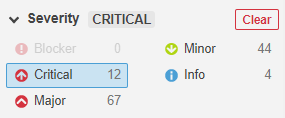 Severity CRITICAL Clear
Blocker 0 Minor 44
Critical 12 Info 4
Major 67